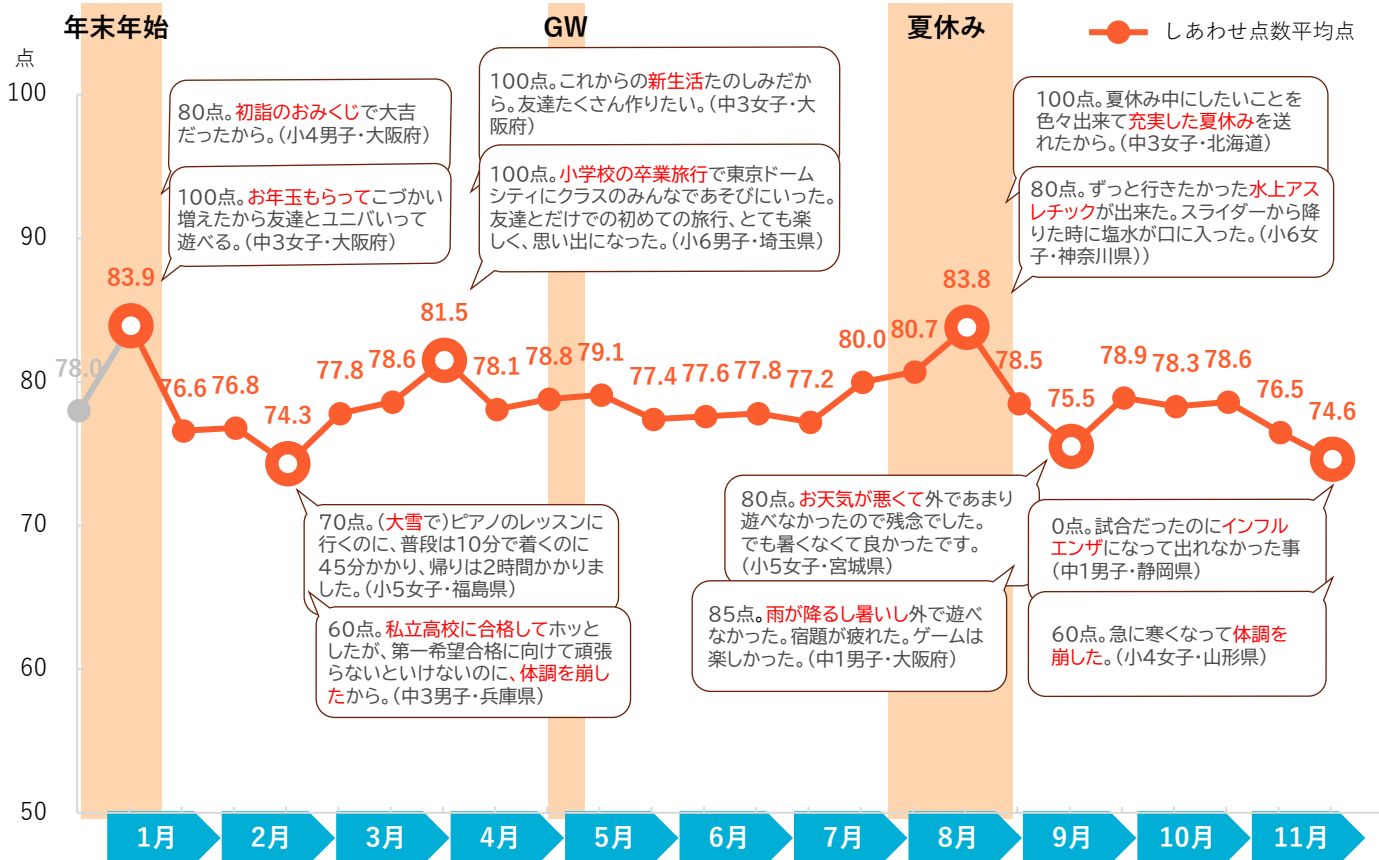 年末年始
GW
夏休み
しあわせ点数平均点
点
100
90
80
70
60
50
80点。初詣のおみくじで大吉
だったから。(小4男子・大阪府)
100点。お年玉もらってこづかい
増えたから友達とユニバいって
遊べる。(中3女子・大阪府)
100点。これからの新生活たのしみだか
ら。友達たくさん作りたい。(中3女子・大
阪府)
100点。小学校の卒業旅行で東京ドーム
シティにクラスのみんなであそびにいった。
友達とだけでの初めての旅行、とても楽
しく、思い出になった。(小6男子・埼玉県)
100点。夏休み中にしたいことを
色々出来て充実した夏休みを送
れたから。(中3女子・北海道)
80点。ずっと行きたかった水上アス
レチックが出来た。スライダーから降
りた時に塩水が口に入った。(小6女
子・神奈川県))
78.0
83.9
76.6
76.8
74.3
77.8
78.6
81.5
78.1
78.8
79.1
77.4
77.6
77.8
77.2
80.0
80.7
83.8
78.5
75.5
78.9
78.3
78.6
76.5
74.6
70点。(大雪で)ピアノのレッスンに
行くのに、普段は10分で着くのに
45分かかり、帰りは2時間かかりま
した。(小5女子・福島県)
60点。私立高校に合格してホッと
したが、第一希望合格に向けて頑張
らないといけないのに、体調を崩し
たから。(中3男子・兵庫県)
80点。お天気が悪くて外であまり
遊べなかったので残念でした。
でも暑くなくて良かったです。
(小5女子・宮城県)
85点。雨が降るし暑いし外で遊べ
なかった。宿題が疲れた。ゲームは
楽しかった。(中1男子・大阪府)
0点。試合だったのにインフル
エンザになって出れなかった事
(中1男子・静岡県)
60点。急に寒くなって体調を
崩した。(小4女子・山形県)
1月
2月
3月
4月
5月
6月
7月
8月
9月
10月
11月